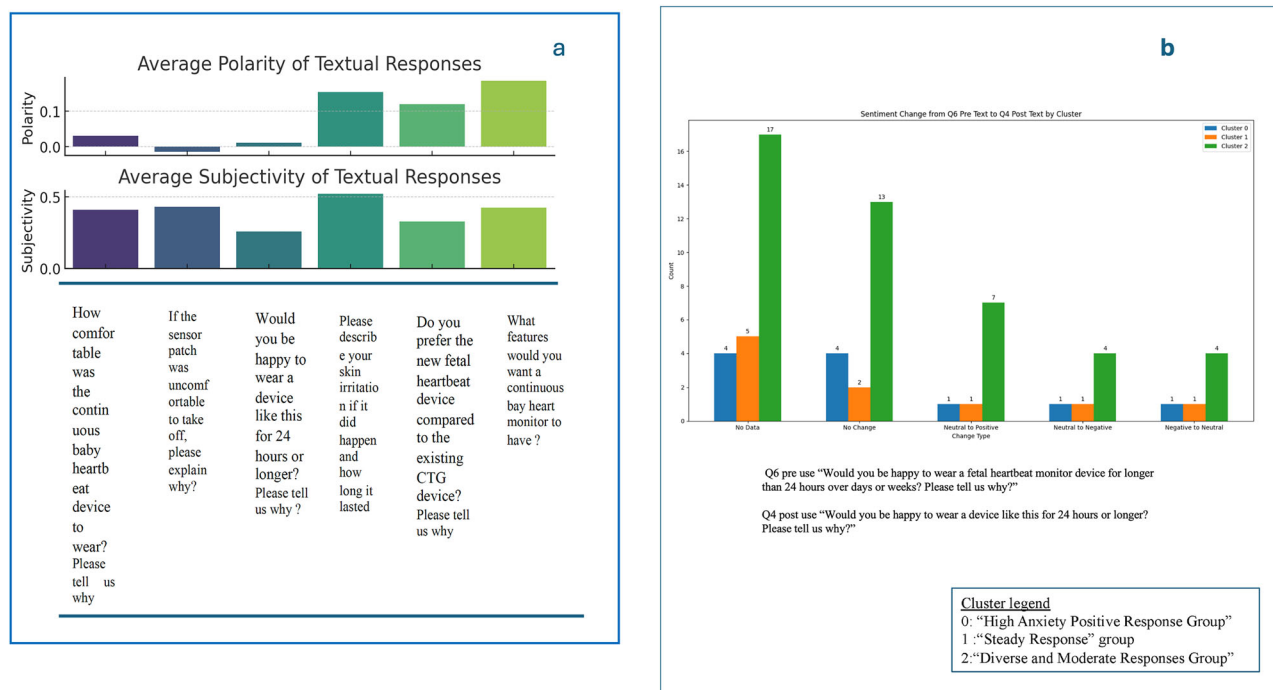 a
Average Polarity of Textual Responses
Polarity
0.1
0.0
Average Subjectivity of Textual Responses
Subjectivity
0.5
0.0
How
comfor
table
was
the
contin
uous
baby
heartb
eat
device
to
wear?
Please
tell us
why
If the
sensor
patch
was
uncomf
ortable
to take
off,
please
explain
why?
Would
you be
happy to
wear a
device
like this
for 24
hours or
longer?
Please tell
us why ?
Please
describ
e your
skin
irritatio
n if it
did
happen
and
how
long it
lasted
Do you
prefer the
new fetal
heartbeat
device
compared
to the
existing
CTG
device?
Please tell
us why
What
features
would you
want a
continuous
bay heart
monitor to
have ?
b
Sentiment Change from Q6 Pre Text to Q4 Post Text by Cluster
Cluster 0
Cluster 1
Cluster 2
Count
16
14
12
10
8
6
4
2
0
4
5
17
4
2
13
1
1
7
1
1
4
1
1
4
No Data
No Change
Neutral to Positive
Neutral to Negative
Negative to Neutral
Change Type
Q6 pre use “Would you be happy to wear a fetal heartbeat monitor device for longer
than 24 hours over days or weeks? Please tell us why?”
Q4 post use “Would you be happy to wear a device like this for 24 hours or longer?
Please tell us why?”
Cluster legend
0: “High Anxiety Positive Response Group”
1 :“Steady Response” group
2:“Diverse and Moderate Responses Group”